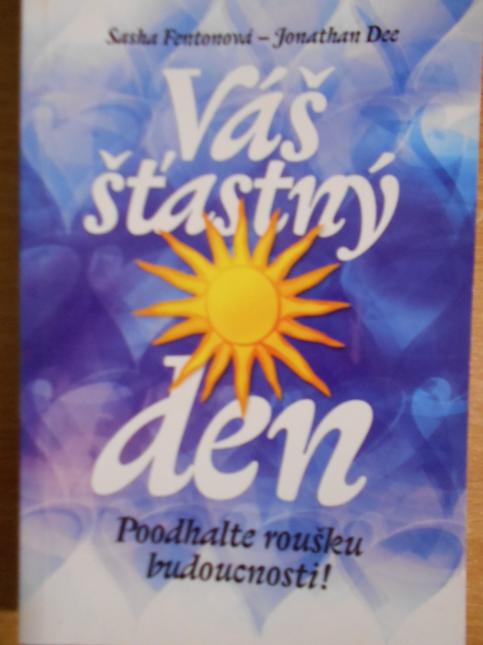 Sasha Fentonová – Jonathan Dee
Váš
šťastný
den
Poodhalte roušku
budoucnosti!